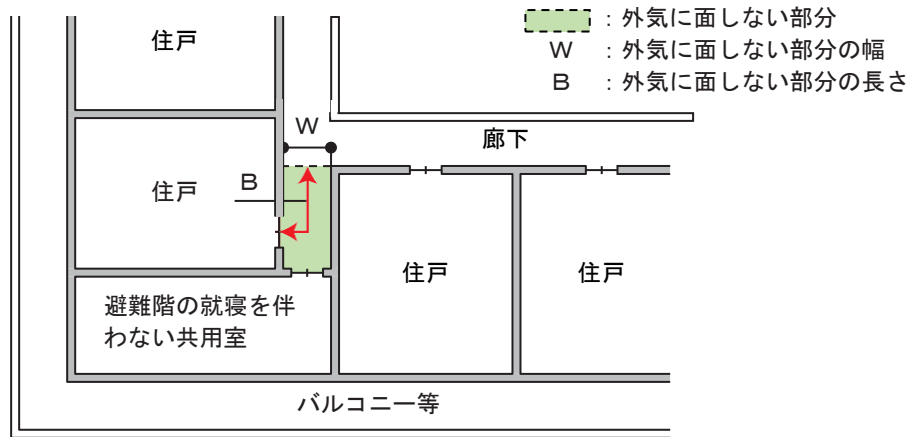 ：外気に面しない部分
W ：外気に面しない部分の幅
B ：外気に面しない部分の長さ
住戸
W
廊下
B
住戸
住戸
住戸
避難階の就寝を伴
わない共用室
バルコニー等